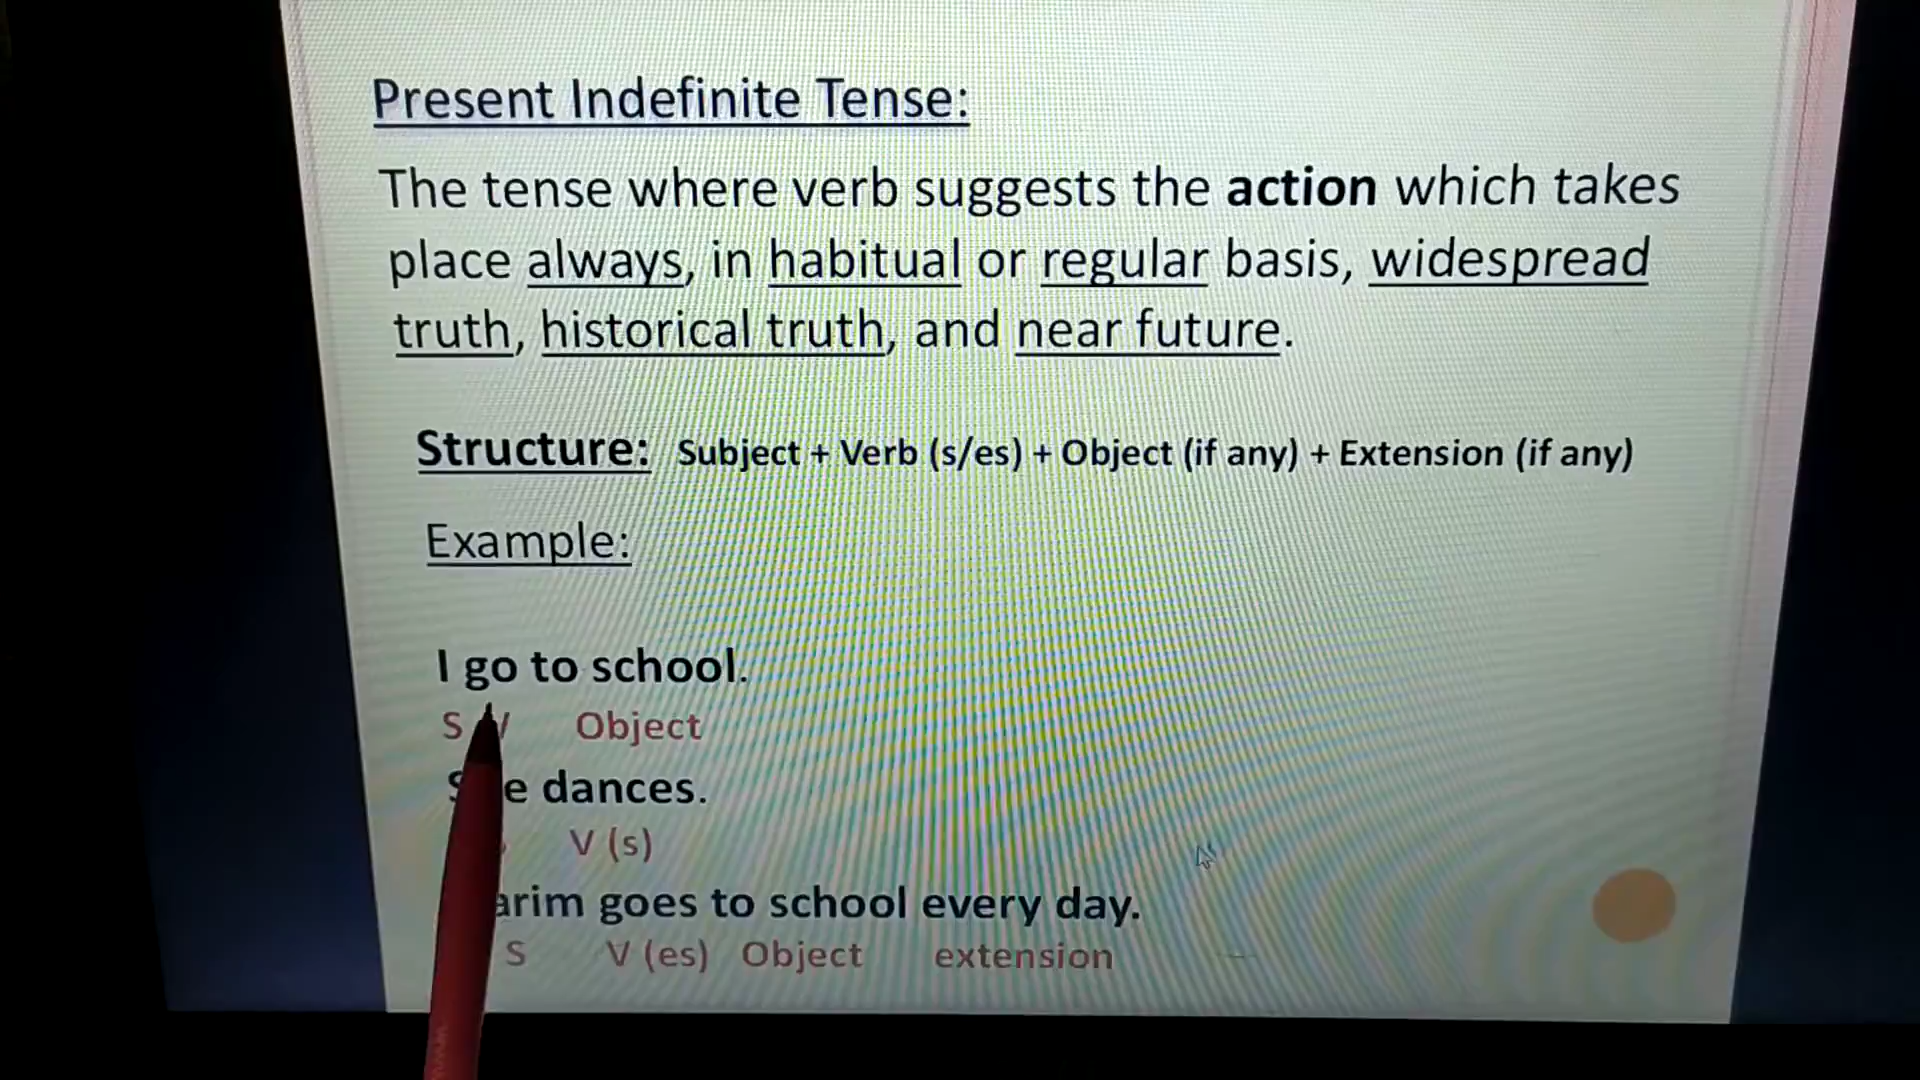 Present Indefinite Tense:
The tense where verb suggests the action which takes
place always, in habitual or regular basis, widespread
truth, historical truth, and near future.
Structure: Subject + Verb (s/es) + Object (if any) + Extension (if any)
Example:
I go to school.
S V Object
dances.
V (s)
goes to school every day.
S V (es) Object extension